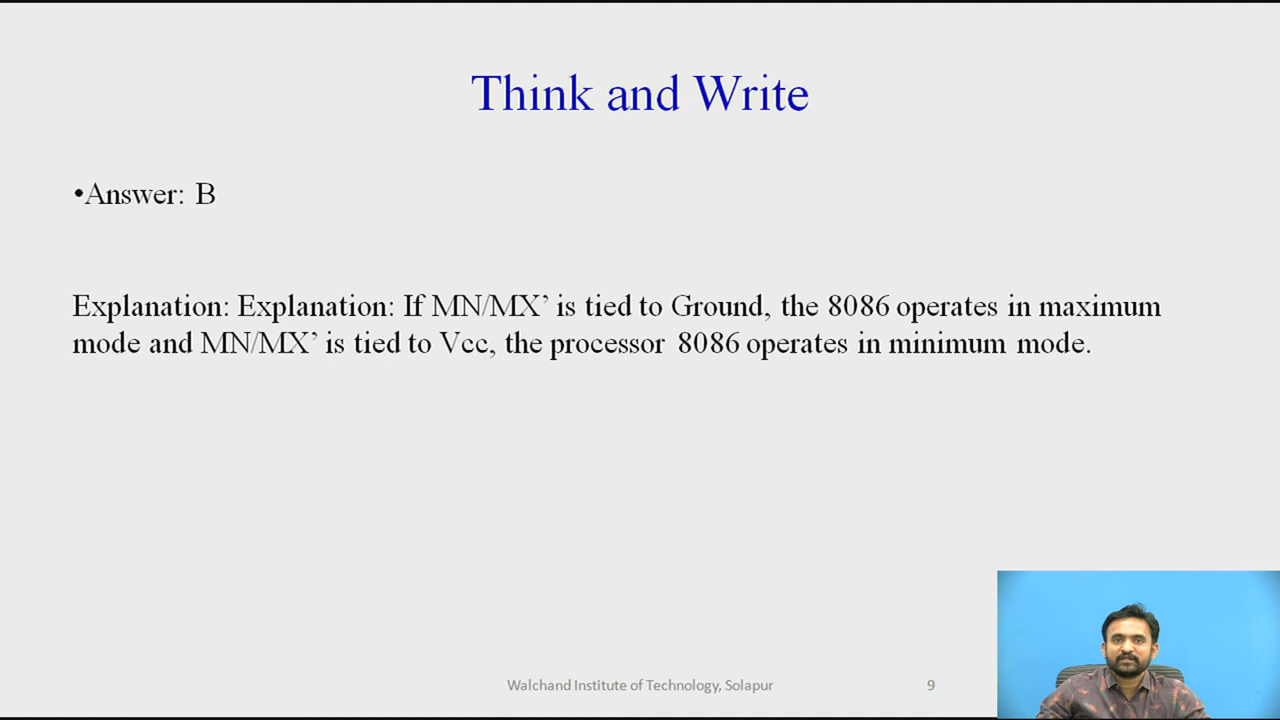 Think and Write
•Answer: B
Explanation: Explanation: If MN/MX’ is tied to Ground, the 8086 operates in maximum
mode and MN/MX’ is tied to Vcc, the processor 8086 operates in minimum mode.
Walchand Institute of Technology, Solapur
9